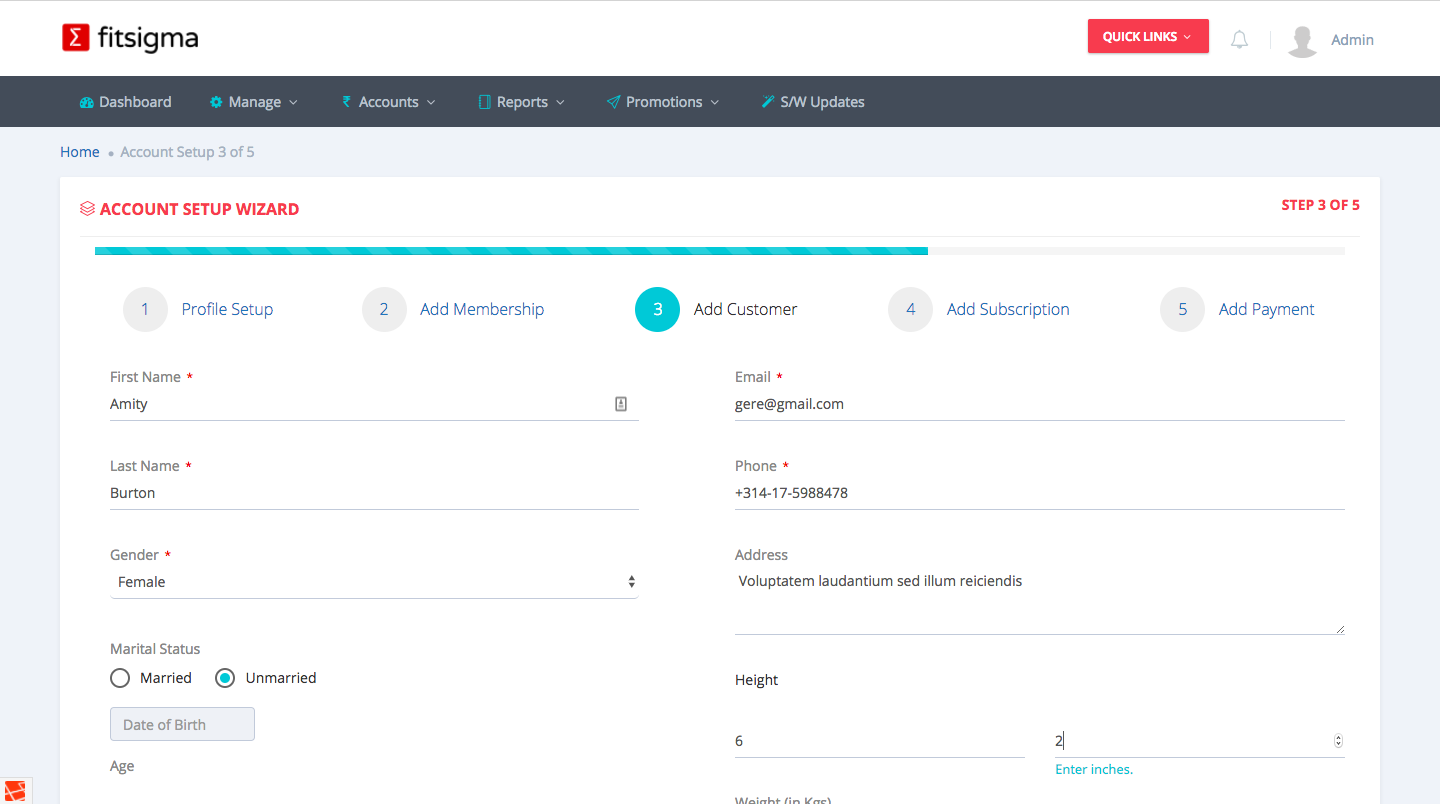 Σ fitsigma
QUICK LINKS
Admin
Dashboard Manage Accounts Reports Promotions S/W Updates
Home • Account Setup 3 of 5
ACCOUNT SETUP WIZARD
STEP 3 OF 5
1 Profile Setup 2 Add Membership 3 Add Customer 4 Add Subscription 5 Add Payment
First Name *
Amity
Email *
gere@gmail.com
Last Name *
Burton
Phone *
+314-17-5988478
Gender *
Female
Address
Voluptatem laudantium sed illum reiciendis
Marital Status
Married Unmarried
Height
Date of Birth
6
2
Enter inches.
Age
Weight (in Kgs)